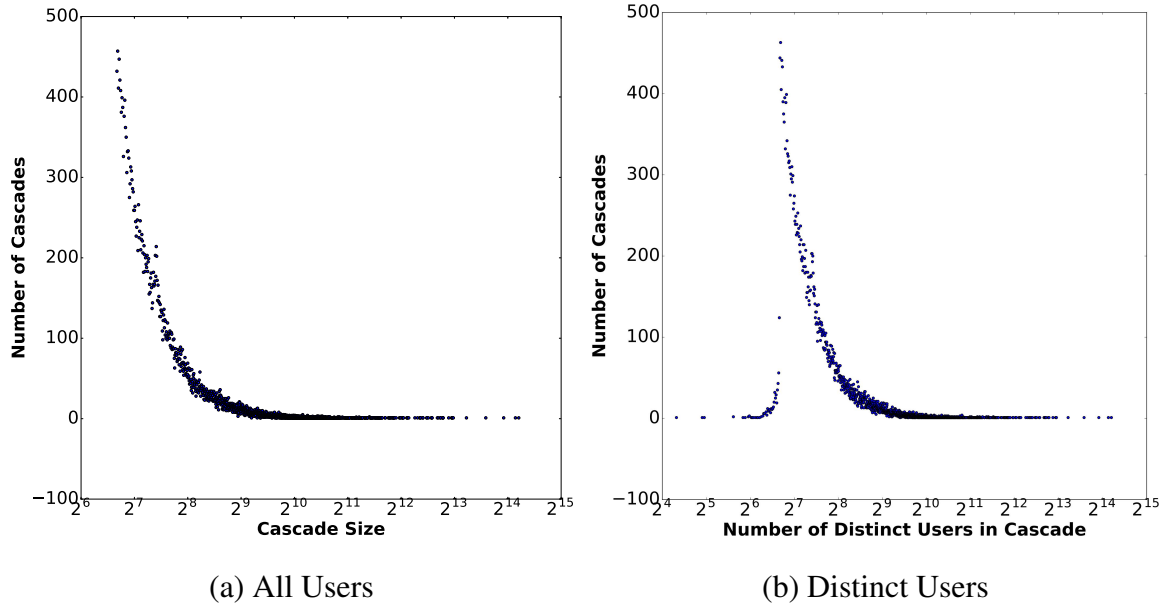 500
400
300
200
100
0
−100
Number of Cascades
2^6 2^7 2^8 2^9 2^10 2^11 2^12 2^13 2^14 2^15
Cascade Size
(a) All Users
500
400
300
200
100
0
−100
Number of Cascades
2^4 2^5 2^6 2^7 2^8 2^9 2^10 2^11 2^12 2^13 2^14 2^15
Number of Distinct Users in Cascade
(b) Distinct Users